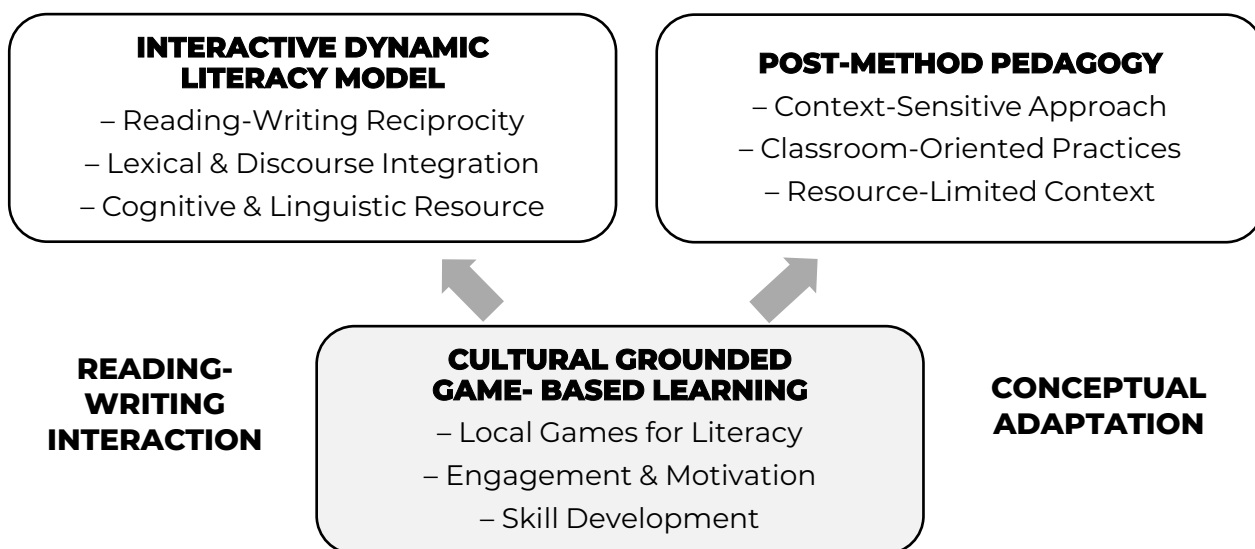 INTERACTIVE DYNAMIC
LITERACY MODEL
– Reading-Writing Reciprocity
– Lexical & Discourse Integration
– Cognitive & Linguistic Resource
POST-METHOD PEDAGOGY
– Context-Sensitive Approach
– Classroom-Oriented Practices
– Resource-Limited Context
READING-
WRITING
INTERACTION
CULTURAL GROUNDED
GAME- BASED LEARNING
– Local Games for Literacy
– Engagement & Motivation
– Skill Development
CONCEPTUAL
ADAPTATION